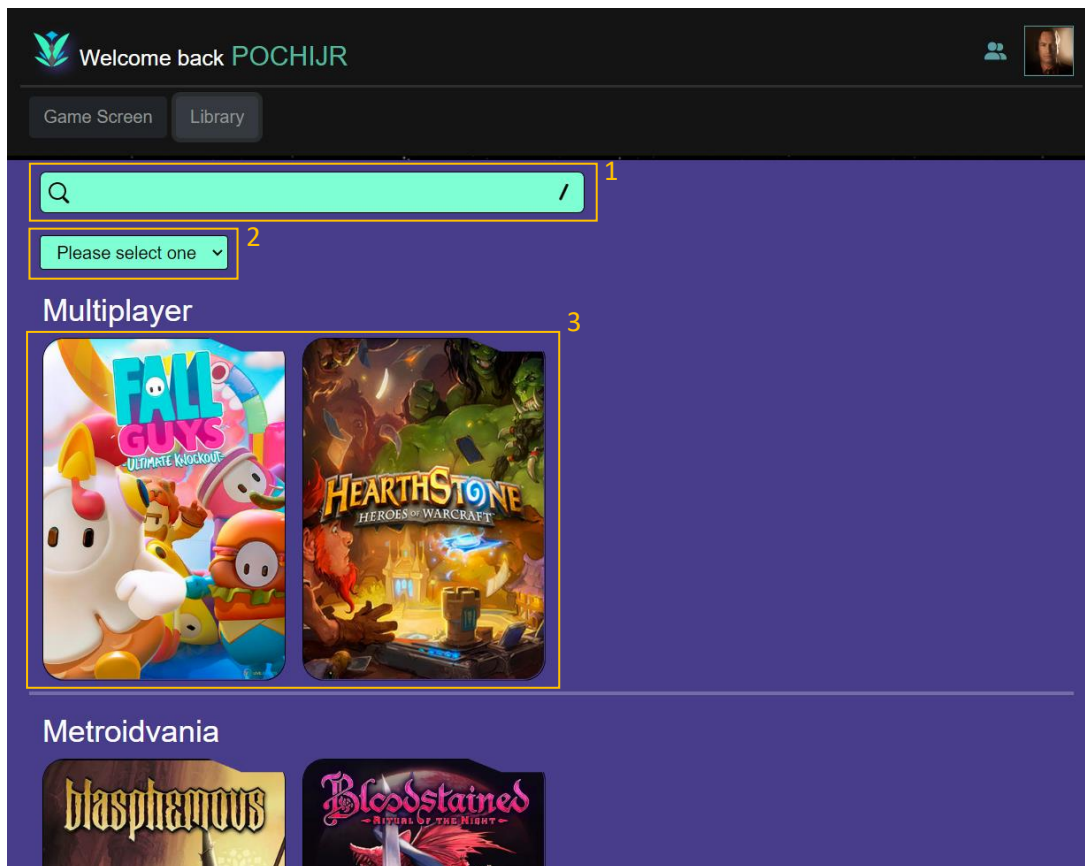 Welcome back POCHIJR
Game Screen Library
1
/
Please select one
2
Multiplayer
3
FALL
GUYS
-ULTIMATE KNOCKOUT-
HEARTHSTONE
HEROES OF WARCRAFT
Metroidvania
blasphemous
Bloodstained
-RITUAL OF THE NIGHT-